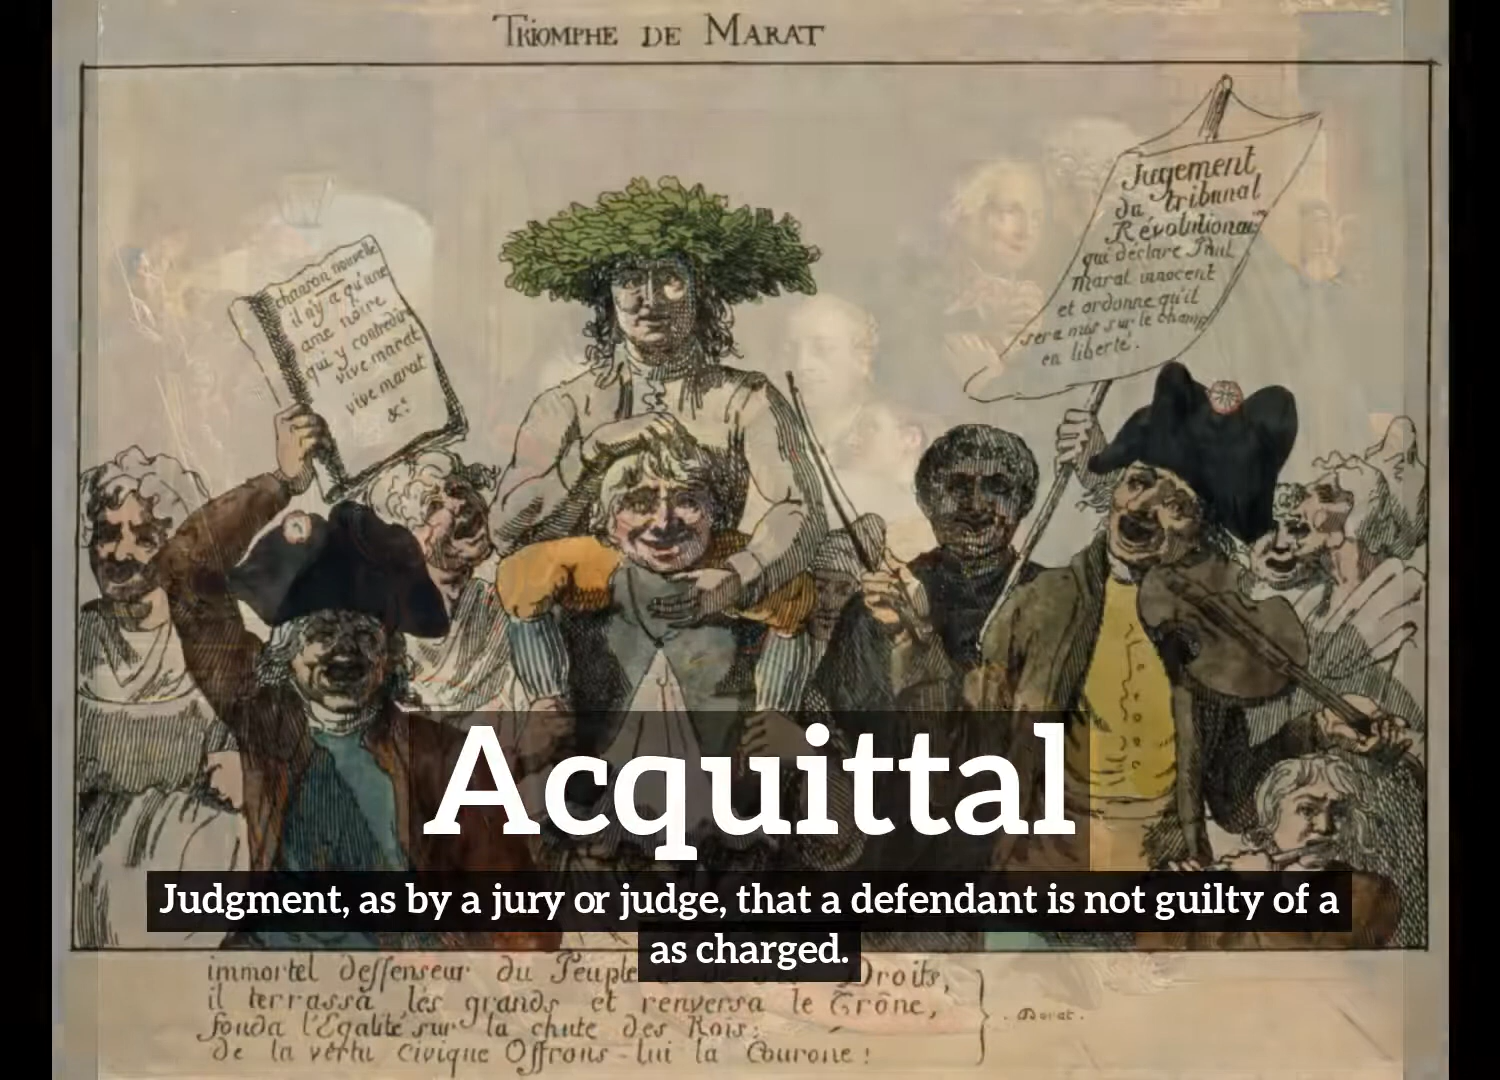 Triomphe de Marat
chanson nouvelle
il n'y a qu'une
ame noire
qui y contredire
vive marat
vive marat
&c
Jugement
du tribunal
Révolutionai
qui déclare Paul
marat innocent
et ordonne qu'il
sera mis sur le champ
en liberté.
Acquittal
Judgment, as by a jury or judge, that a defendant is not guilty of a
as charged.
immortel deffenseur du Peuple Droits,
il terrassa les grands et renversa le Trône,
fonda l'Egalité sur la chute des Rois;
de la vertu civique Offrons-lui la Courone !
. Dorat .